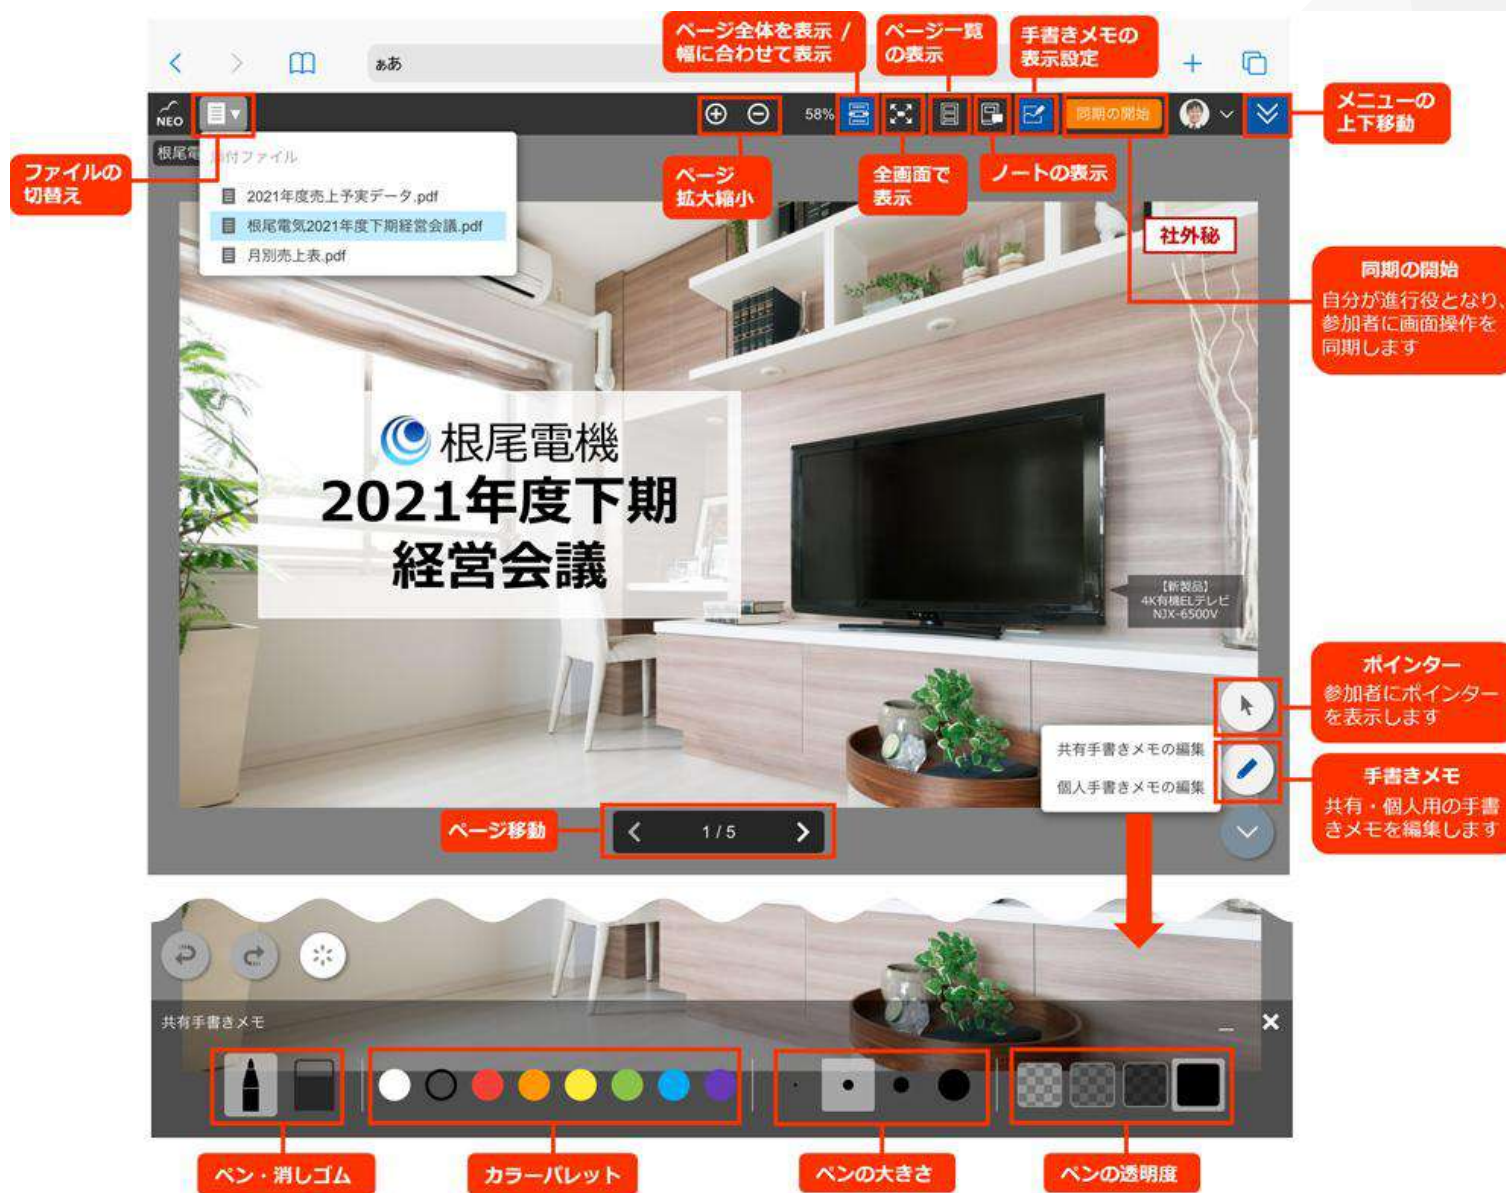 ページ全体を表示 /
幅に合わせて表示
ページ一覧
の表示
手書きメモの
表示設定
ぁあ
メニューの
上下移動
NEO
58%
同期の開始
ファイルの
切替え
根尾電
付ファイル
2021年度売上予実データ.pdf
根尾電気2021年度下期経営会議.pdf
月別売上表.pdf
ページ
拡大縮小
全画面で
表示
ノートの表示
社外秘
同期の開始
自分が進行役となり、
参加者に画面操作を
同期します
根尾電機
2021年度下期
経営会議
【新製品】
4K有機ELテレビ
NJX-6500V
ポインター
参加者にポインター
を表示します
共有手書きメモの編集
個人手書きメモの編集
手書きメモ
共有・個人用の手書
きメモを編集します
ページ移動
1 / 5
共有手書きメモ
ペン・消しゴム
カラーパレット
ペンの大きさ
ペンの透明度